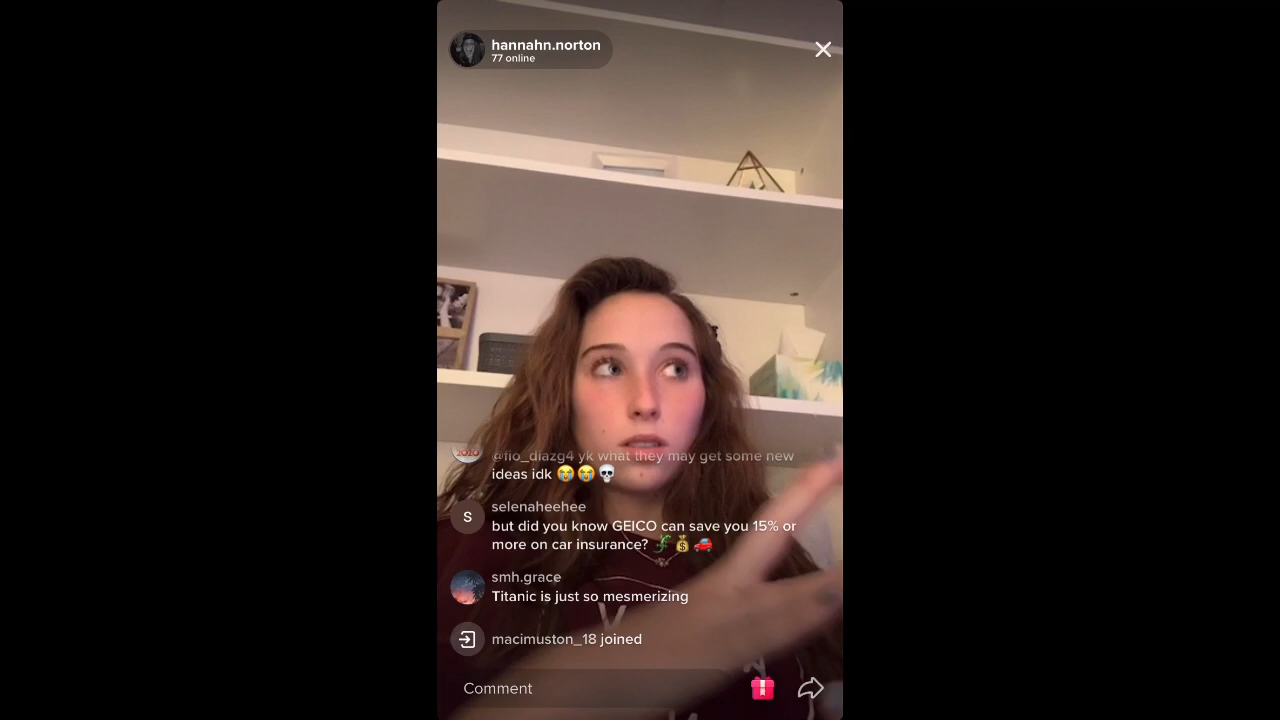 hannahn.norton
77 online
@fio_diazg4 yk what they may get some new
ideas idk 😭😭💀
S
selenaheehee
but did you know GEICO can save you 15% or
more on car insurance? 🦎💰🚗
smh.grace
Titanic is just so mesmerizing
macimuston_18 joined
Comment